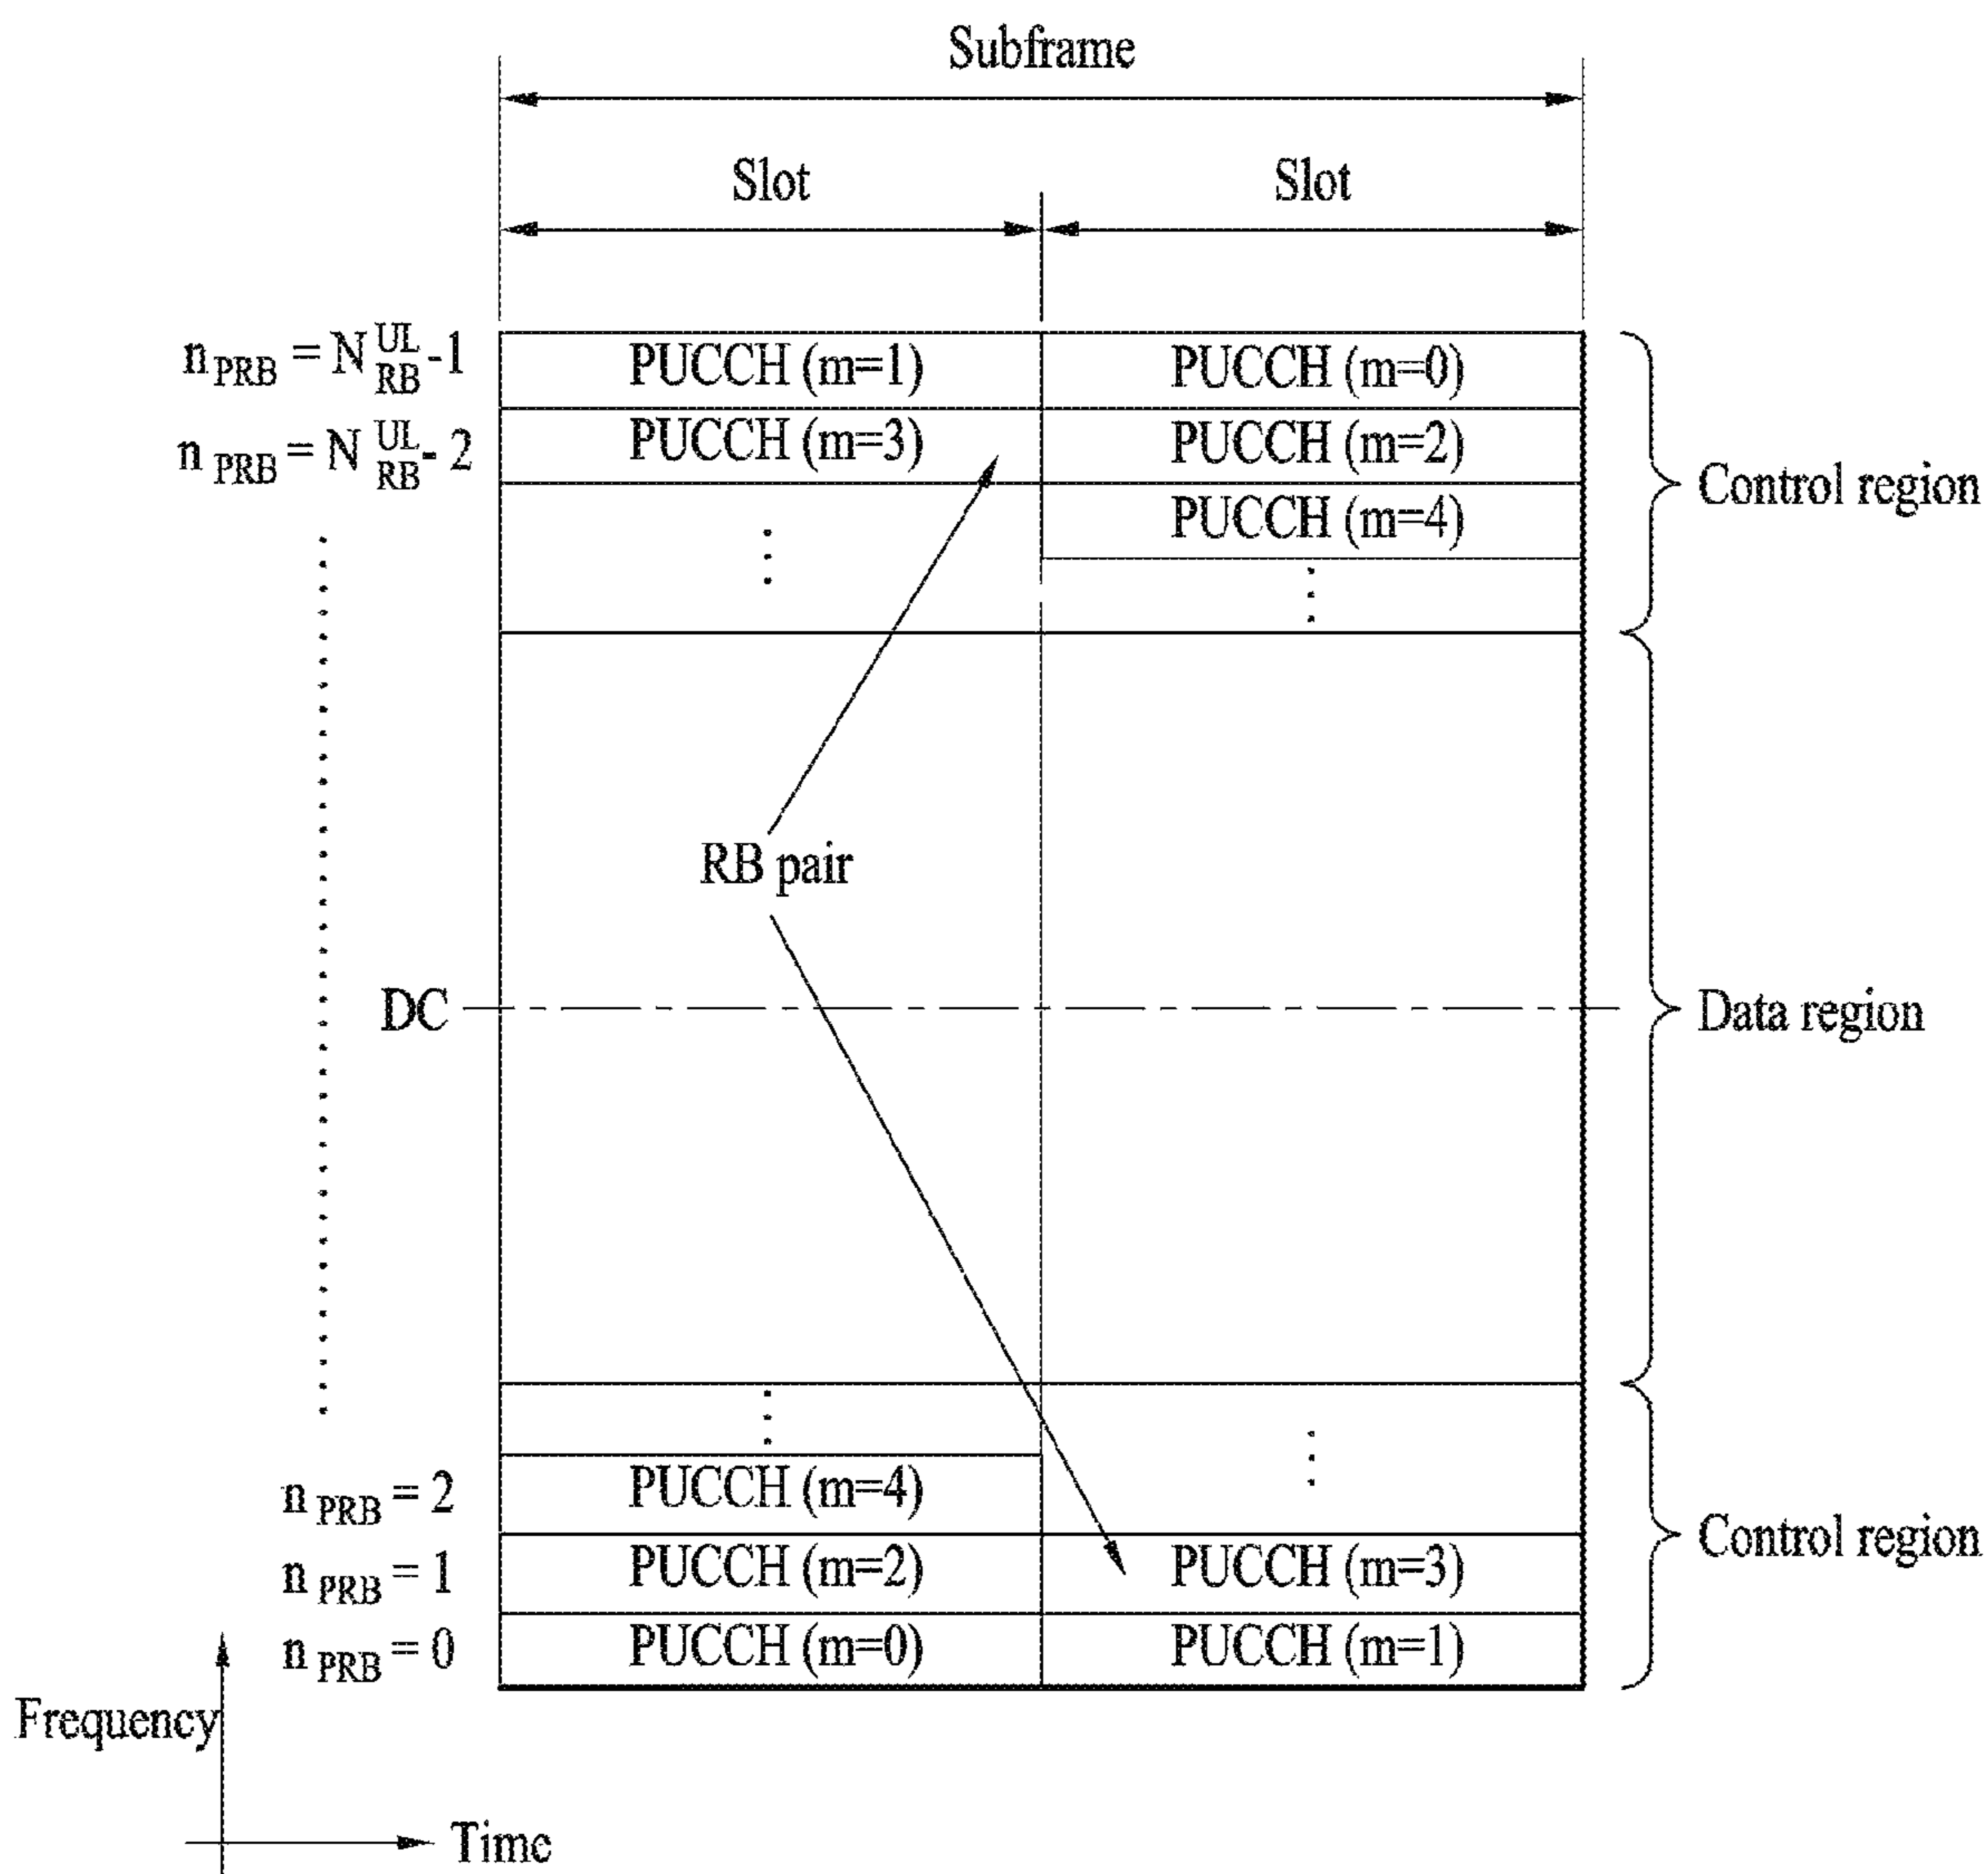 Subframe
Slot Slot
n PRB = N UL RB -1 PUCCH (m=1) PUCCH (m=0)
n PRB = N UL RB - 2 PUCCH (m=3) PUCCH (m=2)
Control region
PUCCH (m=4)
RB pair
DC
Data region
n PRB = 2 PUCCH (m=4)
Control region
n PRB = 1 PUCCH (m=2) PUCCH (m=3)
n PRB = 0 PUCCH (m=0) PUCCH (m=1)
Frequency
Time